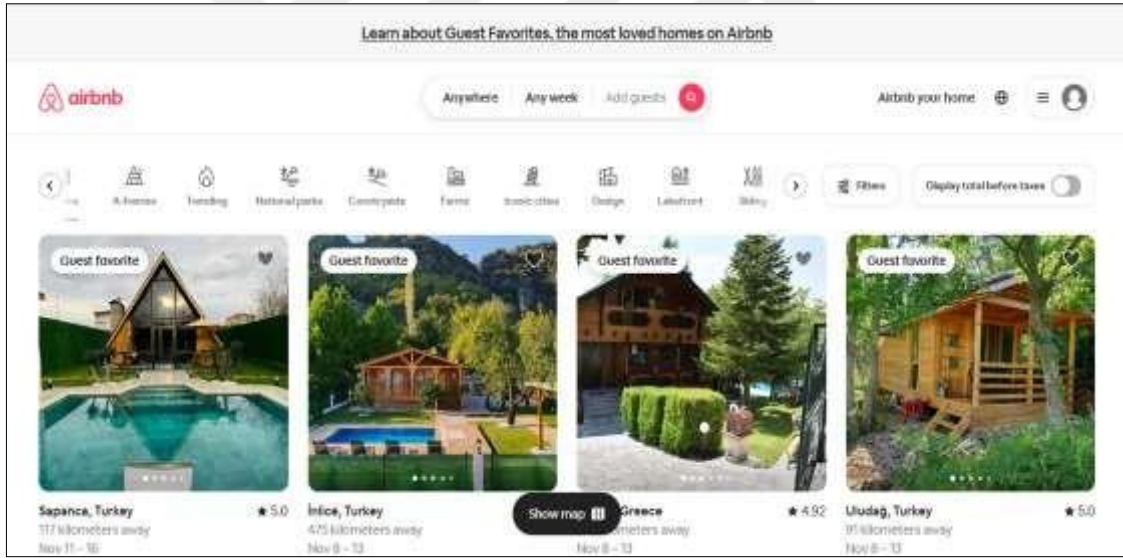 Learn about Guest Favorites, the most loved homes on Airbnb
airbnb
Anywhere Any week Add guests
Airbnb your home
A-frames Trending National parks Countryside Farms Iconic cities Design Lakefront Skiing
Filters
Display total before taxes
Guest favorite Guest favorite Guest favorite Guest favorite
Show map
Sapanca, Turkey ★ 5.0 İnlice, Turkey Greece ★ 4.92 Uludağ, Turkey ★ 5.0
117 kilometers away 475 kilometers away kilometers away 91 kilometers away
Nov 11 – 16 Nov 8 – 13 Nov 8 – 13 Nov 8 – 13